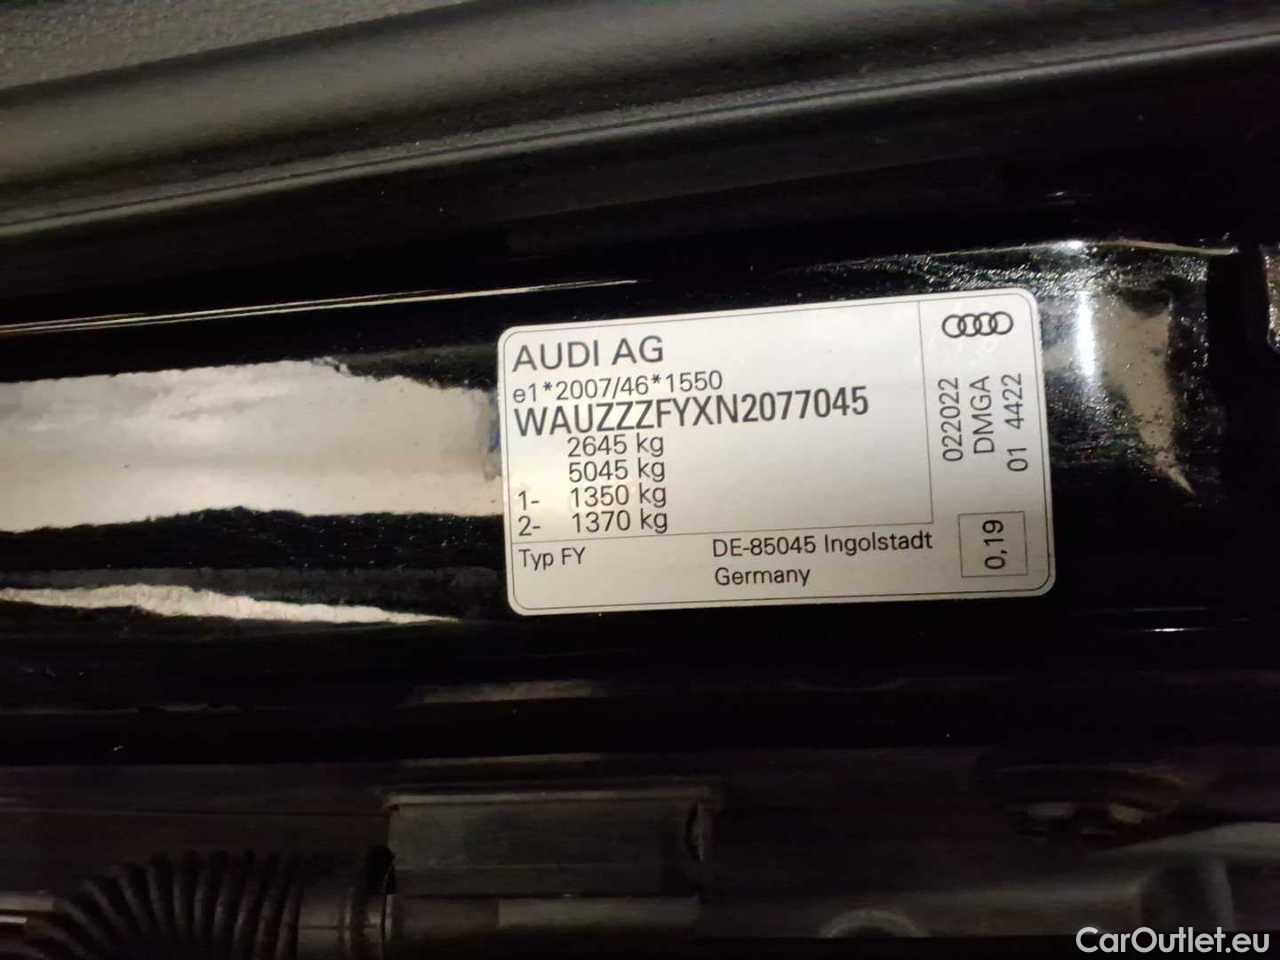 AUDI AG
e1*2007/46*1550
WAUZZZFYXN2077045
2645 kg
5045 kg
1- 1350 kg
2- 1370 kg
Typ FY
DE-85045 Ingolstadt
Germany
022022
DMGA
01 4422
0,19
CarOutlet.eu